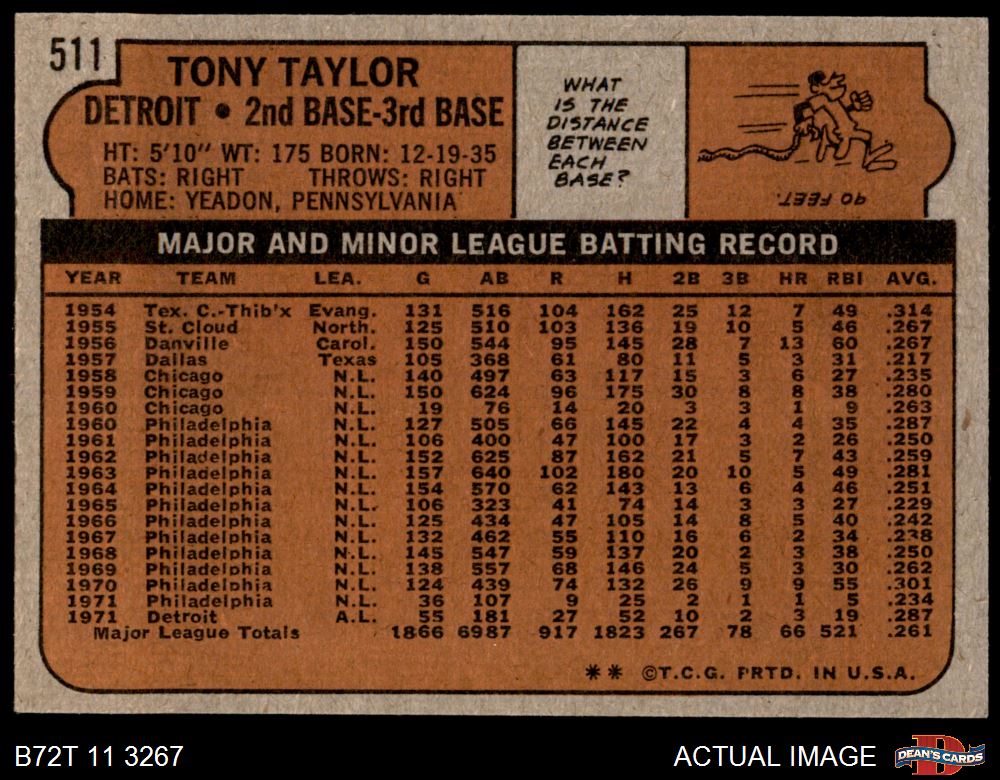 511
TONY TAYLOR
DETROIT • 2nd BASE-3rd BASE
HT: 5'10" WT: 175 BORN: 12-19-35
BATS: RIGHT THROWS: RIGHT
HOME: YEADON, PENNSYLVANIA
WHAT
IS THE
DISTANCE
BETWEEN
EACH
BASE?
90 FEET.
MAJOR AND MINOR LEAGUE BATTING RECORD
YEAR TEAM LEA. G AB R H 2B 3B HR RBI AVG.
1954 Tex. C.-Thib'x Evang. 131 516 104 162 25 12 7 49 .314
1955 St. Cloud North. 125 510 103 136 19 10 5 46 .267
1956 Danville Carol. 150 544 95 145 28 7 13 60 .267
1957 Dallas Texas 105 368 61 80 11 5 3 31 .217
1958 Chicago N.L. 140 497 63 117 15 3 6 27 .235
1959 Chicago N.L. 150 624 96 175 30 8 8 38 .280
1960 Chicago N.L. 19 76 14 20 3 3 1 9 .263
1960 Philadelphia N.L. 127 505 66 145 22 4 4 35 .287
1961 Philadelphia N.L. 106 400 47 100 17 3 2 26 .250
1962 Philadelphia N.L. 152 625 87 162 21 5 7 43 .259
1963 Philadelphia N.L. 157 640 102 180 20 10 5 49 .281
1964 Philadelphia N.L. 154 570 62 143 13 6 4 46 .251
1965 Philadelphia N.L. 106 323 41 74 14 3 3 27 .229
1966 Philadelphia N.L. 125 434 47 105 14 8 5 40 .242
1967 Philadelphia N.L. 132 462 55 110 16 6 2 34 .238
1968 Philadelphia N.L. 145 547 59 137 20 2 3 38 .250
1969 Philadelphia N.L. 138 557 68 146 24 5 3 30 .262
1970 Philadelphia N.L. 124 439 74 132 26 9 9 55 .301
1971 Philadelphia N.L. 36 107 9 25 2 1 1 5 .234
1971 Detroit A.L. 55 181 27 52 10 2 3 19 .287
Major League Totals 1866 6987 917 1823 267 78 66 521 .261
** ©T.C.G. PRTD. IN U.S.A.
B72T 11 3267
ACTUAL IMAGE
D
DEAN'S CARDS